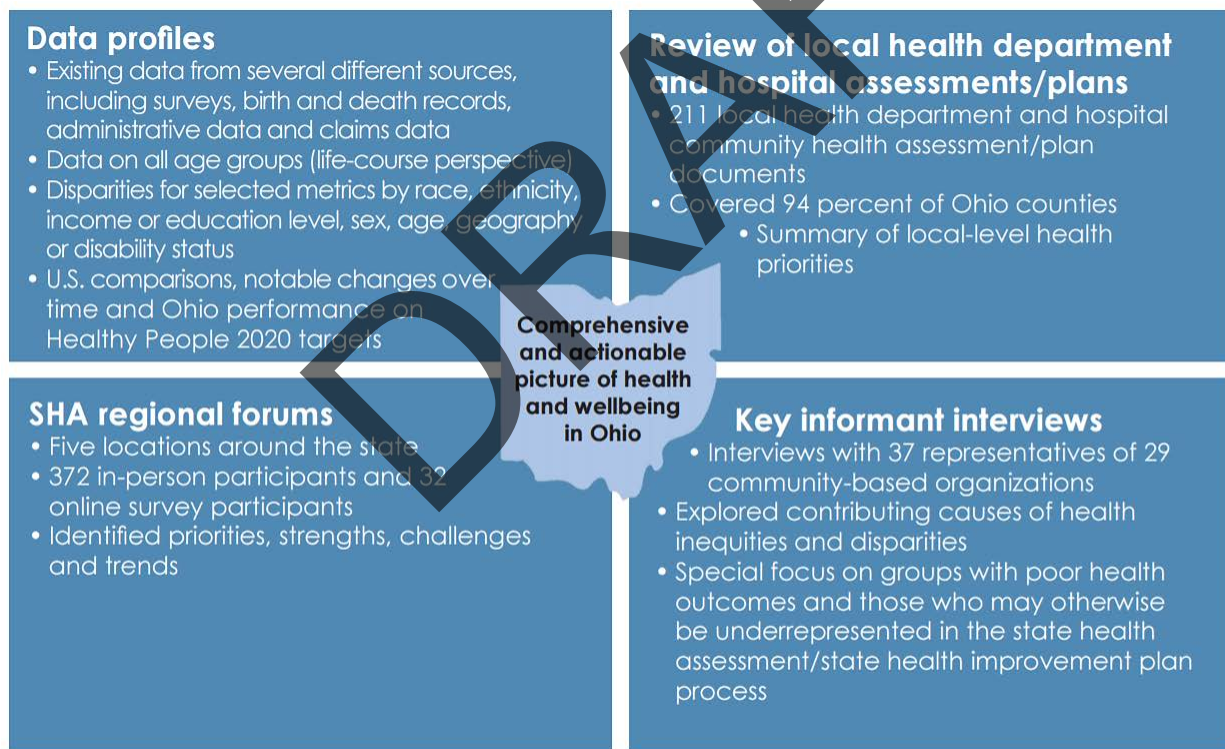 Data profiles
• Existing data from several different sources,
including surveys, birth and death records,
administrative data and claims data
• Data on all age groups (life-course perspective)
• Disparities for selected metrics by race, ethnicity,
income or education level, sex, age, geography
or disability status
• U.S. comparisons, notable changes over
time and Ohio performance on
Healthy People 2020 targets
Review of local health department
and hospital assessments/plans
• 211 local health department and hospital
community health assessment/plan
documents
• Covered 94 percent of Ohio counties
• Summary of local-level health
priorities
Comprehensive
and actionable
picture of health
and wellbeing
in Ohio
SHA regional forums
• Five locations around the state
• 372 in-person participants and 32
online survey participants
• Identified priorities, strengths, challenges
and trends
Key informant interviews
• Interviews with 37 representatives of 29
community-based organizations
• Explored contributing causes of health
inequities and disparities
• Special focus on groups with poor health
outcomes and those who may otherwise
be underrepresented in the state health
assessment/state health improvement plan
process
DRA